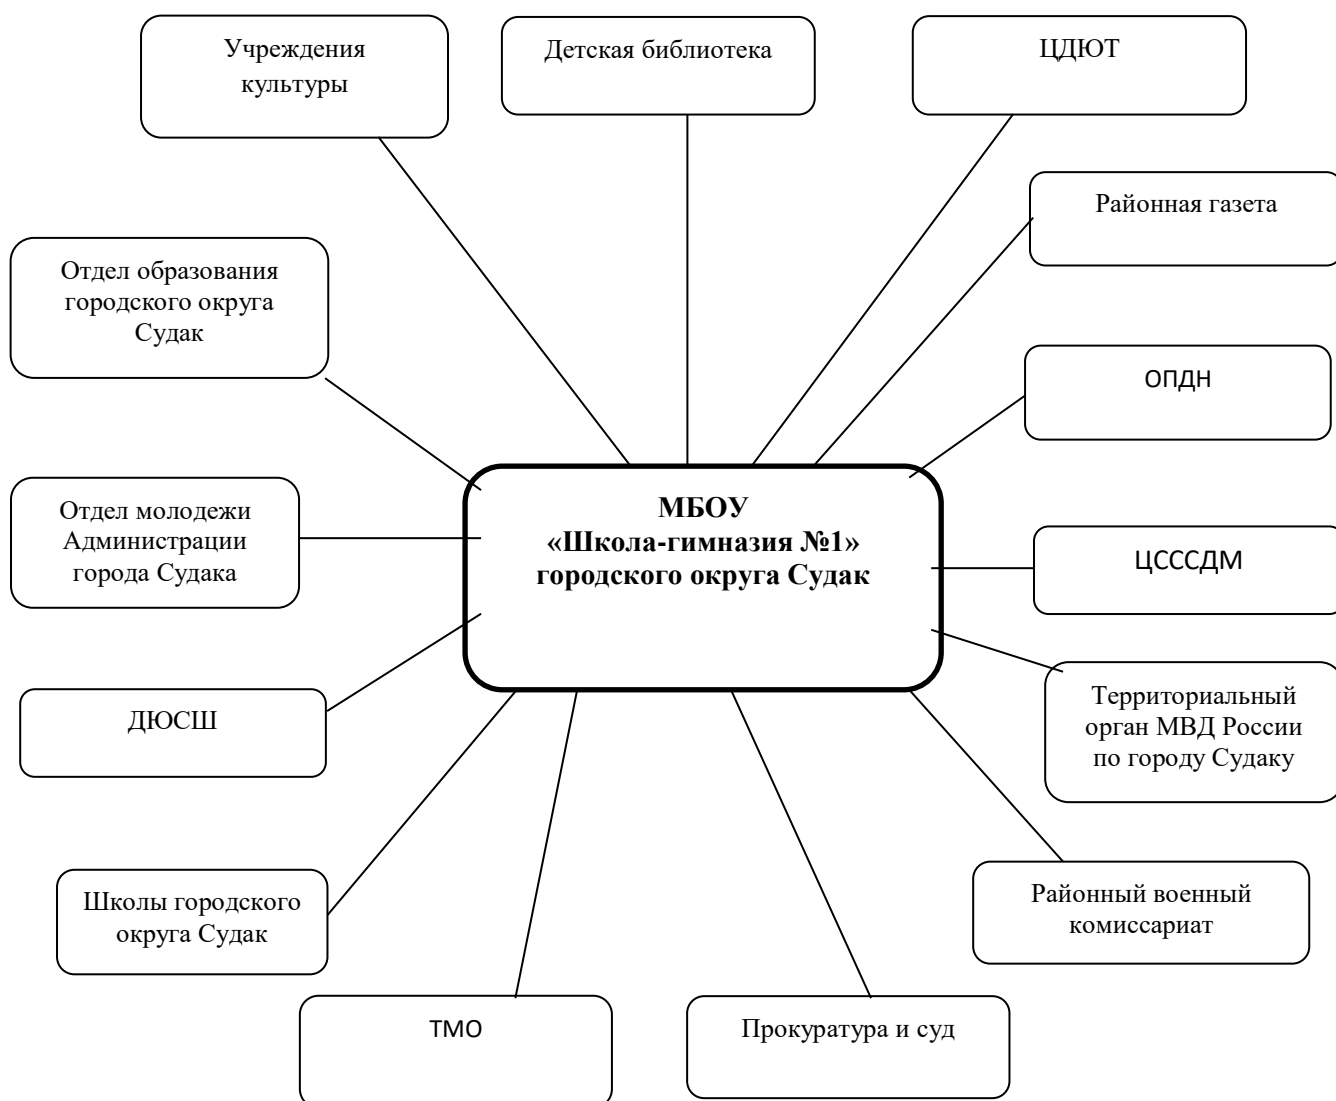 Учреждения
культуры
Детская библиотека
ЦДЮТ
Районная газета
Отдел образования
городского округа
Судак
ОПДН
МБОУ
«Школа-гимназия №1»
городского округа Судак
Отдел молодежи
Администрации
города Судака
ЦСССДМ
Территориальный
орган МВД России
по городу Судаку
ДЮСШ
Школы городского
округа Судак
Районный военный
комиссариат
ТМО
Прокуратура и суд